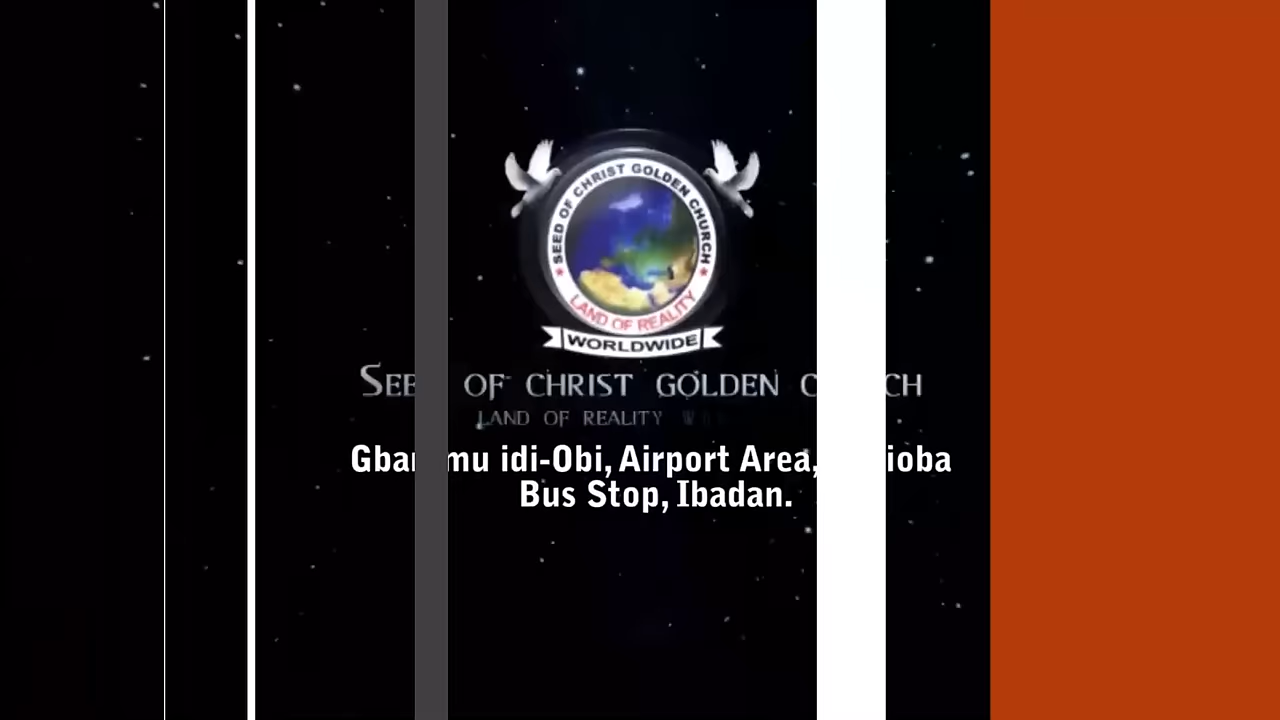 SEED OF CHRIST GOLDEN CHURCH
LAND OF REALITY
WORLDWIDE
OF CHRIST GOLDEN
LAND OF REALITY
idi-Obi, Airport Area,
Bus Stop, Ibadan.